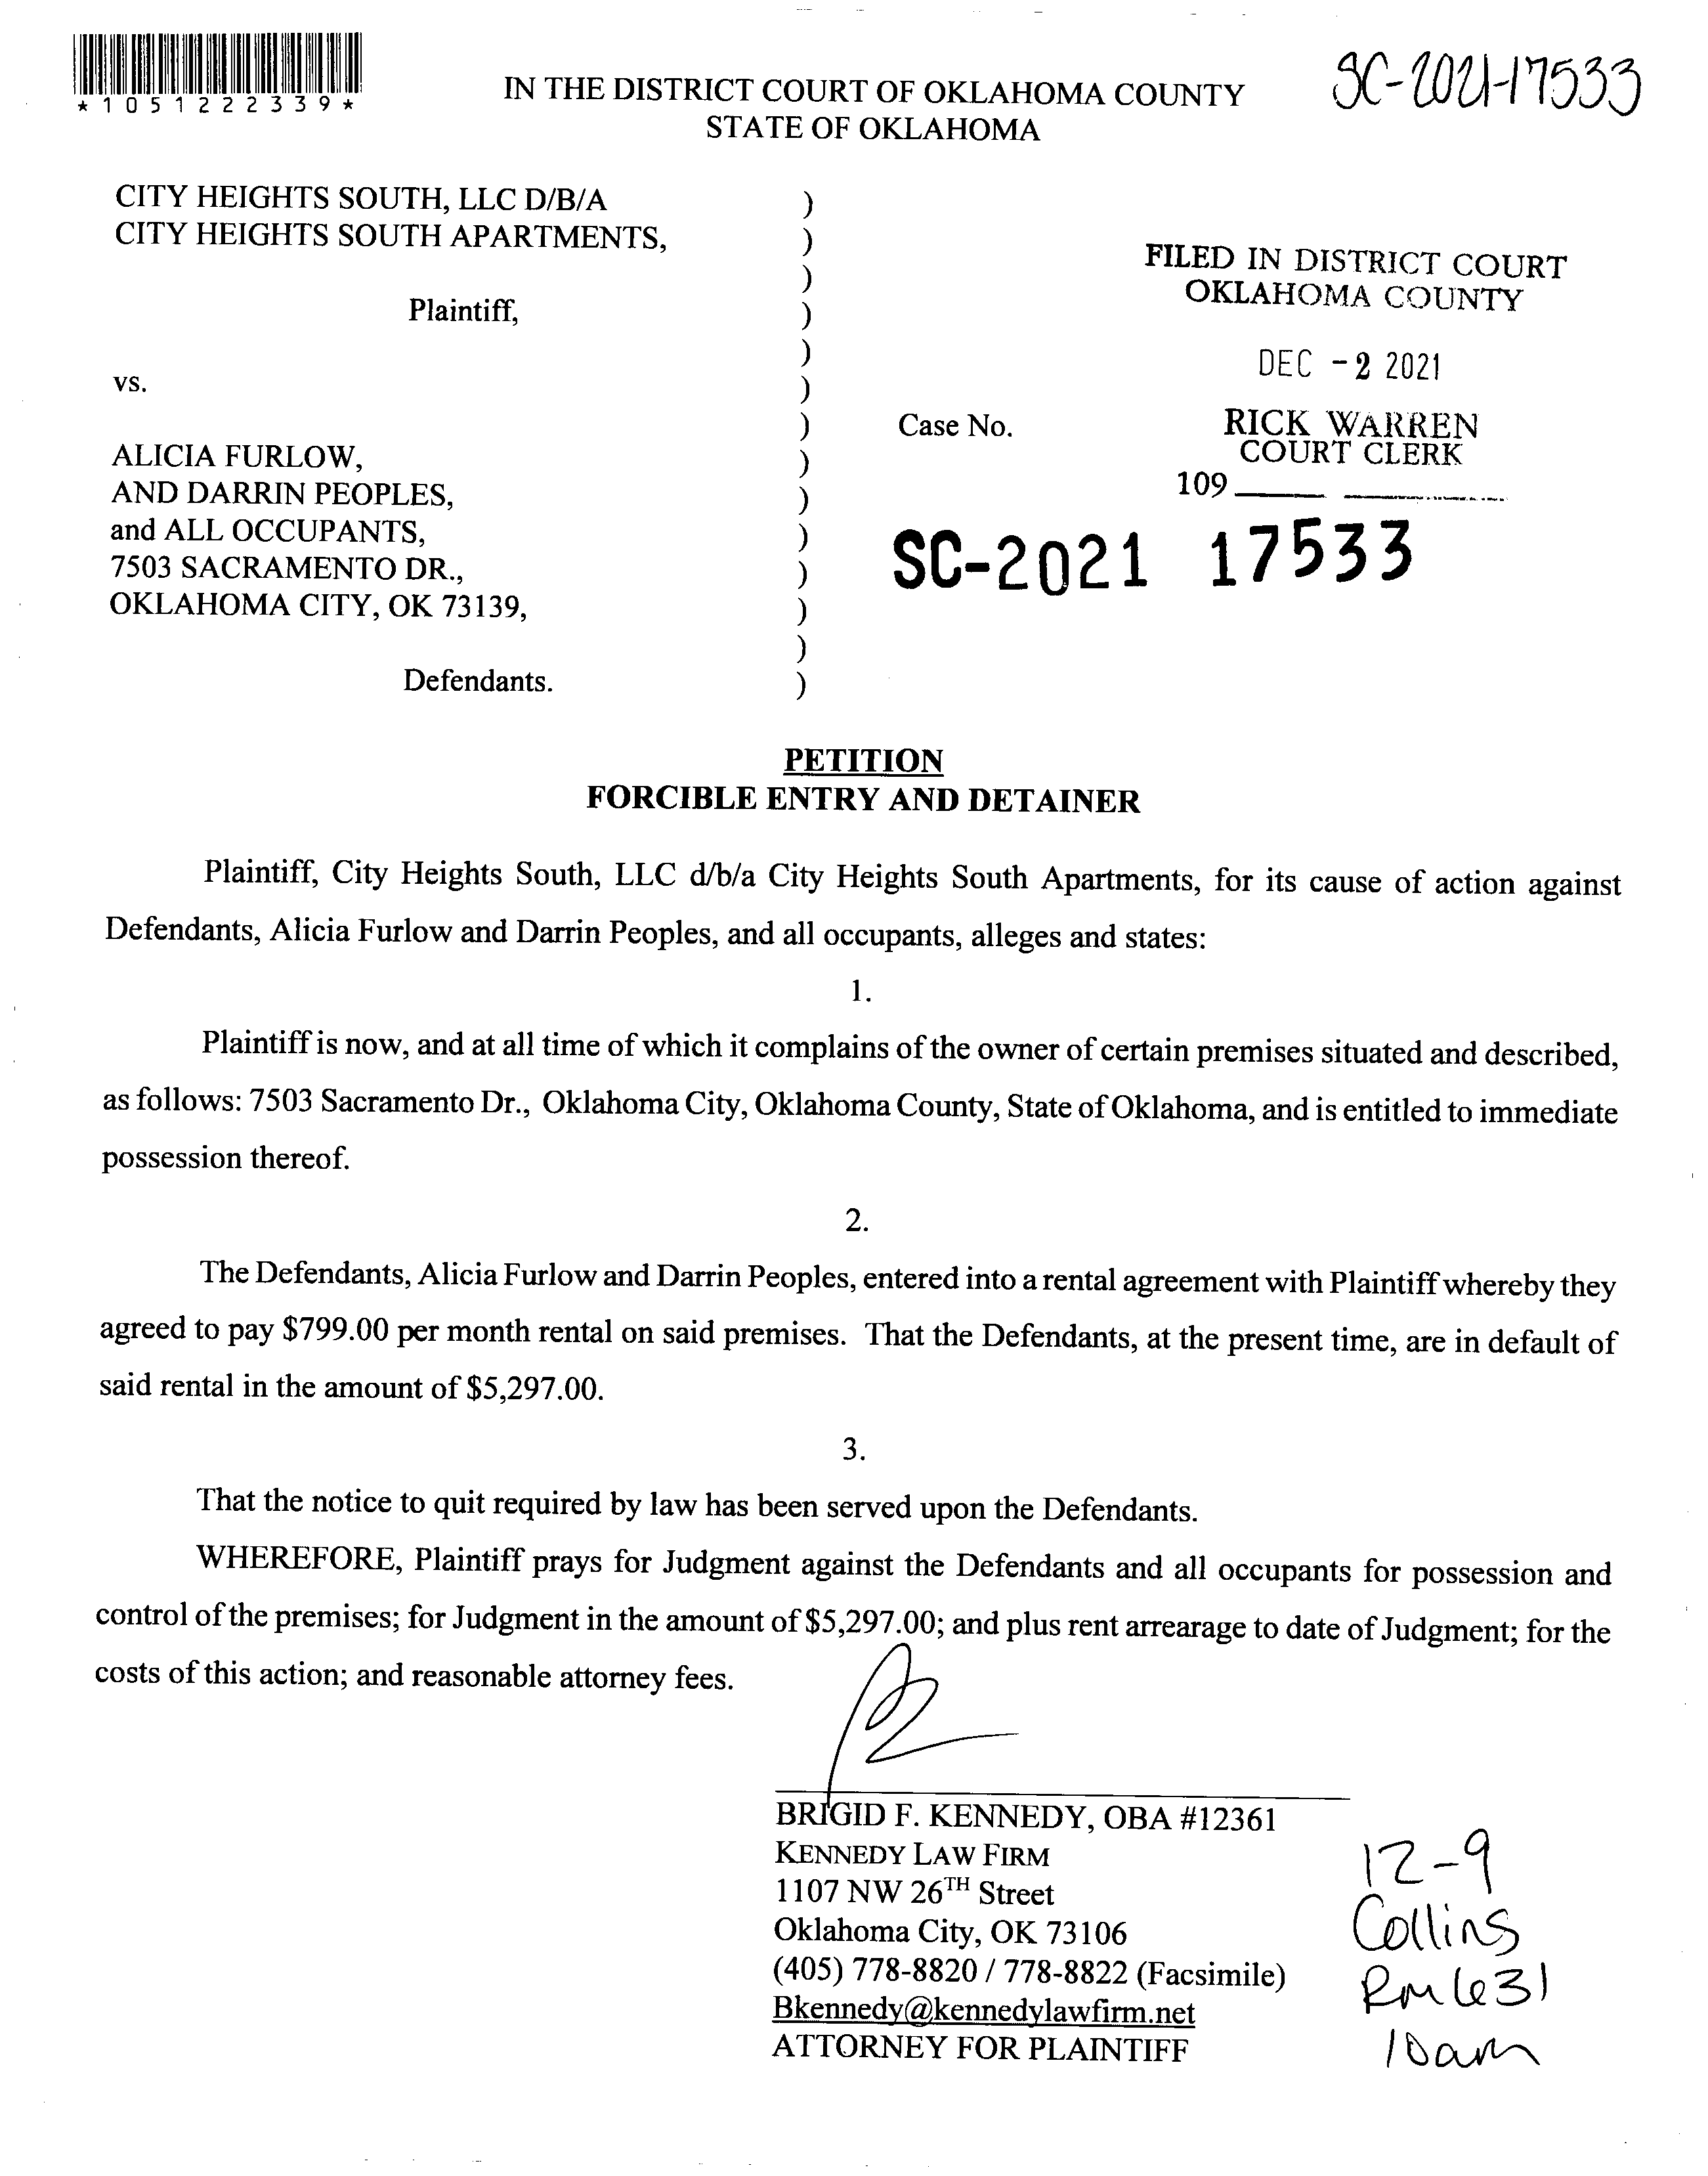 *1051222339*
IN THE DISTRICT COURT OF OKLAHOMA COUNTY
STATE OF OKLAHOMA
SC-2021-17533
CITY HEIGHTS SOUTH, LLC D/B/A )
CITY HEIGHTS SOUTH APARTMENTS, )
)
Plaintiff, )
)
vs. )
)
ALICIA FURLOW, )
AND DARRIN PEOPLES, )
and ALL OCCUPANTS, )
7503 SACRAMENTO DR., )
OKLAHOMA CITY, OK 73139, )
)
Defendants. )
FILED IN DISTRICT COURT
OKLAHOMA COUNTY
DEC -2 2021
Case No.
RICK WARREN
COURT CLERK
109
SC-2021 17533
PETITION
FORCIBLE ENTRY AND DETAINER
Plaintiff, City Heights South, LLC d/b/a City Heights South Apartments, for its cause of action against
Defendants, Alicia Furlow and Darrin Peoples, and all occupants, alleges and states:
1.
Plaintiff is now, and at all time of which it complains of the owner of certain premises situated and described,
as follows: 7503 Sacramento Dr., Oklahoma City, Oklahoma County, State of Oklahoma, and is entitled to immediate
possession thereof.
2.
The Defendants, Alicia Furlow and Darrin Peoples, entered into a rental agreement with Plaintiff whereby they
agreed to pay $799.00 per month rental on said premises. That the Defendants, at the present time, are in default of
said rental in the amount of $5,297.00.
3.
That the notice to quit required by law has been served upon the Defendants.
WHEREFORE, Plaintiff prays for Judgment against the Defendants and all occupants for possession and
control of the premises; for Judgment in the amount of $5,297.00; and plus rent arrearage to date of Judgment; for the
costs of this action; and reasonable attorney fees.
BRIGID F. KENNEDY, OBA #12361
KENNEDY LAW FIRM
1107 NW 26TH Street
Oklahoma City, OK 73106
(405) 778-8820 / 778-8822 (Facsimile)
Bkennedy@kennedylawfirm.net
ATTORNEY FOR PLAINTIFF
12-9
Collins
Rm 631
10am